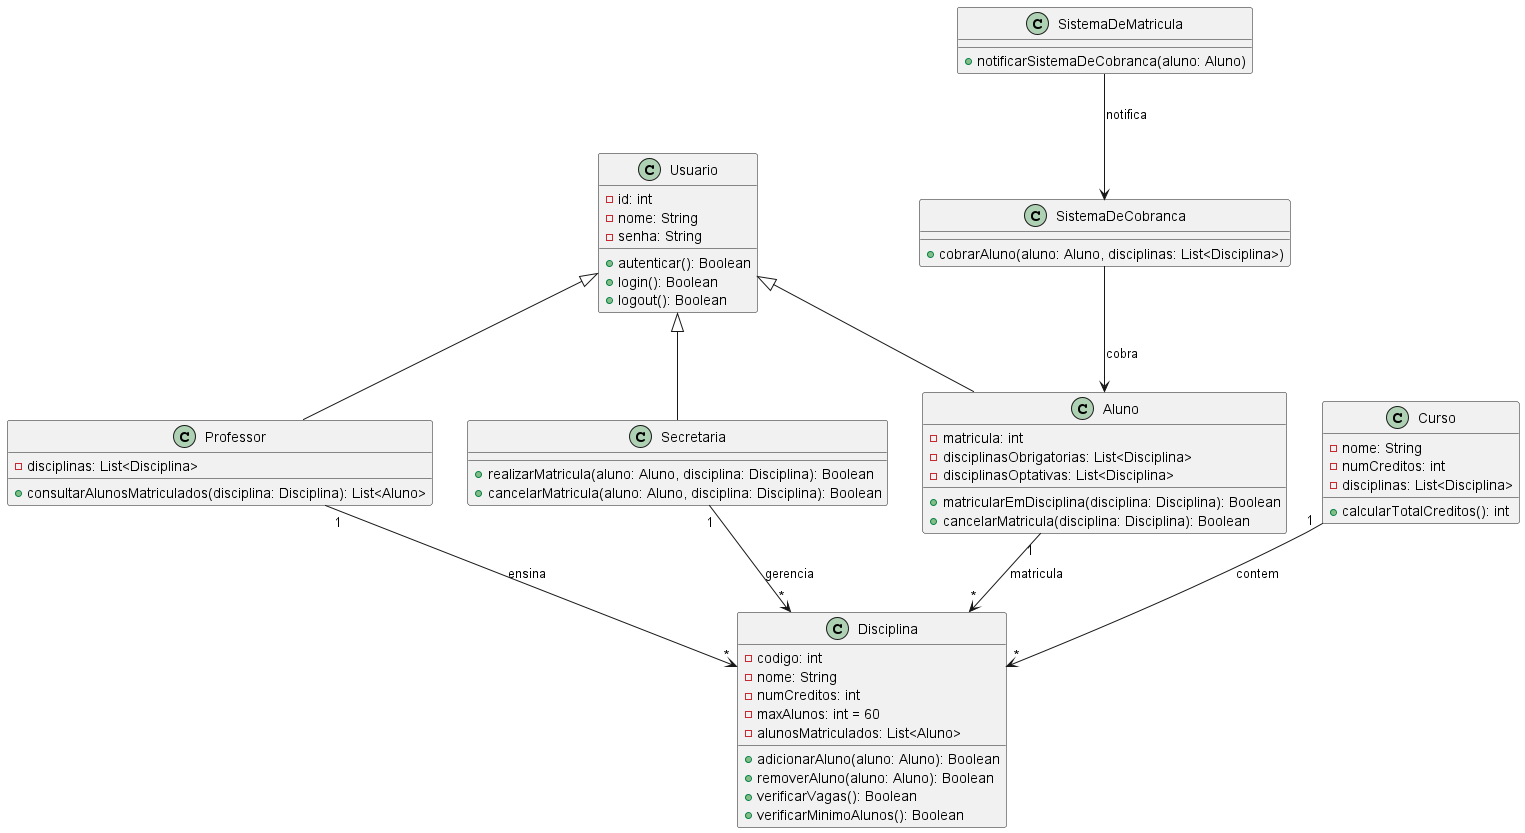 C SistemaDeMatricula
notificarSistemaDeCobranca(aluno: Aluno)
notifica
C Usuario
id: int
nome: String
senha: String
autenticar(): Boolean
login(): Boolean
logout(): Boolean
C SistemaDeCobranca
cobrarAluno(aluno: Aluno, disciplinas: List<Disciplina>)
cobra
C Professor
disciplinas: List<Disciplina>
consultarAlunosMatriculados(disciplina: Disciplina): List<Aluno>
C Secretaria
realizarMatricula(aluno: Aluno, disciplina: Disciplina): Boolean
cancelarMatricula(aluno: Aluno, disciplina: Disciplina): Boolean
C Aluno
matricula: int
disciplinasObrigatorias: List<Disciplina>
disciplinasOptativas: List<Disciplina>
matricularEmDisciplina(disciplina: Disciplina): Boolean
cancelarMatricula(disciplina: Disciplina): Boolean
C Curso
nome: String
numCreditos: int
disciplinas: List<Disciplina>
calcularTotalCreditos(): int
1
1
1
1
ensina
gerencia
matricula
contem
*
*
*
*
C Disciplina
codigo: int
nome: String
numCreditos: int
maxAlunos: int = 60
alunosMatriculados: List<Aluno>
adicionarAluno(aluno: Aluno): Boolean
removerAluno(aluno: Aluno): Boolean
verificarVagas(): Boolean
verificarMinimoAlunos(): Boolean